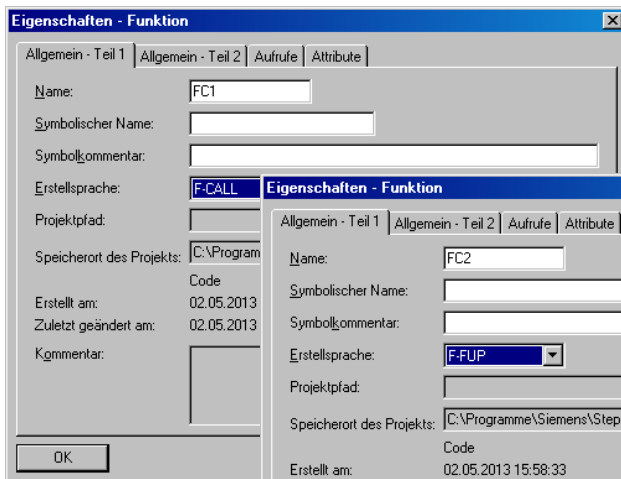 Eigenschaften - Funktion
Allgemein - Teil 1 Allgemein - Teil 2 Aufrufe Attribute
Name: FC1
Symbolischer Name:
Symbolkommentar:
Erstellsprache: F-CALL
Projektpfad:
Speicherort des Projekts: C:\Program
Code
Erstellt am: 02.05.2013
Zuletzt geändert am: 02.05.2013
Kommentar:
OK
Eigenschaften - Funktion
Allgemein - Teil 1 Allgemein - Teil 2 Aufrufe Attribute
Name: FC2
Symbolischer Name:
Symbolkommentar:
Erstellsprache: F-FUP
Projektpfad:
Speicherort des Projekts: C:\Programme\Siemens\Step
Code
Erstellt am: 02.05.2013 15:58:33